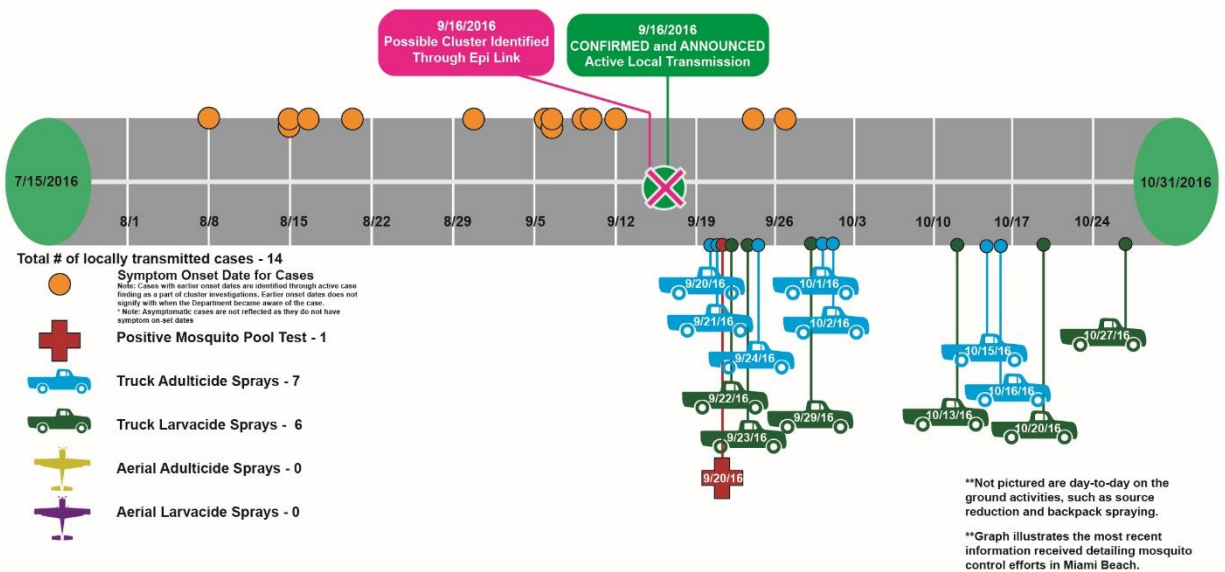 9/16/2016
Possible Cluster Identified
Through Epi Link
9/16/2016
CONFIRMED and ANNOUNCED
Active Local Transmission
7/15/2016
10/31/2016
8/1
8/8
8/15
8/22
8/29
9/5
9/12
9/19
9/26
10/3
10/10
10/17
10/24
Total # of locally transmitted cases - 14
Symptom Onset Date for Cases
Note: Cases with earlier onset dates are identified through active case
finding as a part of cluster investigations. Earlier onset dates does not
signify with when the Department became aware of the case.
* Note: Asymptomatic cases are not reflected as they do not have
symptom on-set dates
Positive Mosquito Pool Test - 1
Truck Adulticide Sprays - 7
Truck Larvacide Sprays - 6
Aerial Adulticide Sprays - 0
Aerial Larvacide Sprays - 0
9/20/16
9/21/16
9/24/16
9/22/16
9/23/16
9/20/16
10/1/16
10/2/16
9/29/16
10/15/16
10/16/16
10/13/16
10/20/16
10/27/16
**Not pictured are day-to-day on the
ground activities, such as source
reduction and backpack spraying.
**Graph illustrates the most recent
information received detailing mosquito
control efforts in Miami Beach.